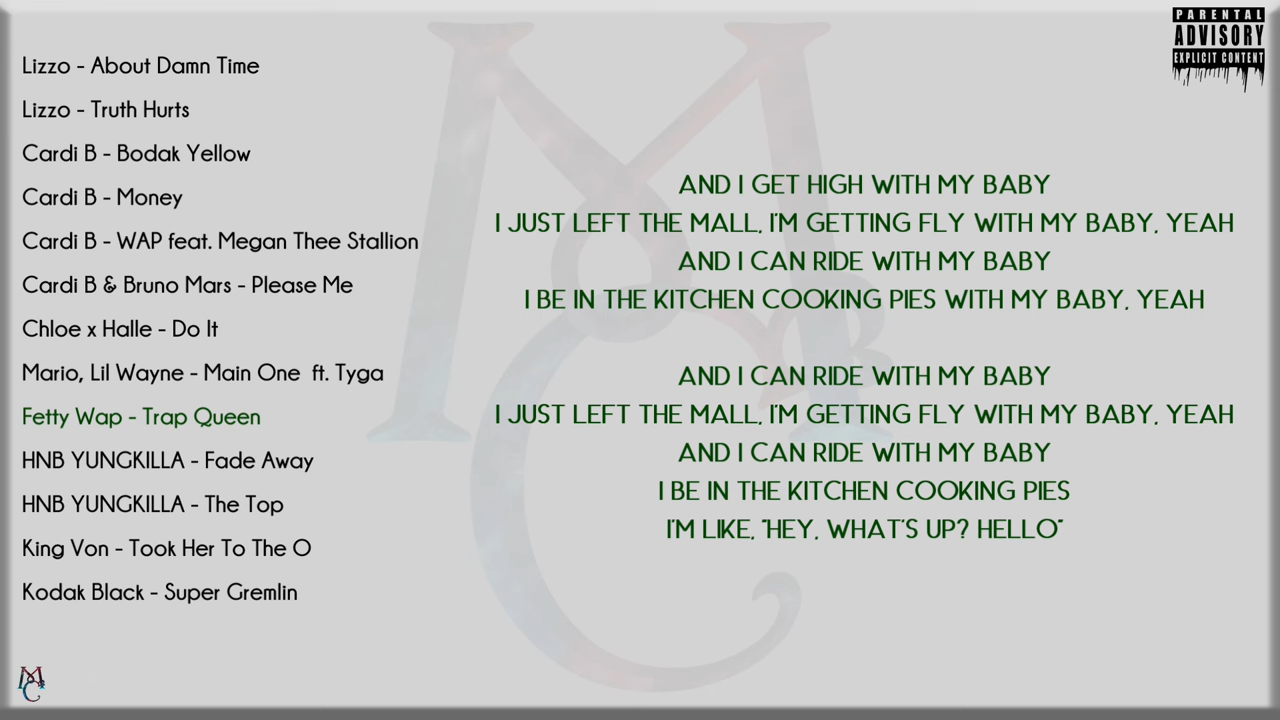 PARENTAL
ADVISORY
EXPLICIT CONTENT
Lizzo - About Damn Time
Lizzo - Truth Hurts
Cardi B - Bodak Yellow
Cardi B - Money
Cardi B - WAP feat. Megan Thee Stallion
Cardi B & Bruno Mars - Please Me
Chloe x Halle - Do It
Mario, Lil Wayne - Main One  ft. Tyga
Fetty Wap - Trap Queen
HNB YUNGKILLA - Fade Away
HNB YUNGKILLA - The Top
King Von - Took Her To The O
Kodak Black - Super Gremlin
AND I GET HIGH WITH MY BABY
I JUST LEFT THE MALL, I'M GETTING FLY WITH MY BABY, YEAH
AND I CAN RIDE WITH MY BABY
I BE IN THE KITCHEN COOKING PIES WITH MY BABY, YEAH
AND I CAN RIDE WITH MY BABY
I JUST LEFT THE MALL, I'M GETTING FLY WITH MY BABY, YEAH
AND I CAN RIDE WITH MY BABY
I BE IN THE KITCHEN COOKING PIES
I'M LIKE, "HEY, WHAT'S UP? HELLO"